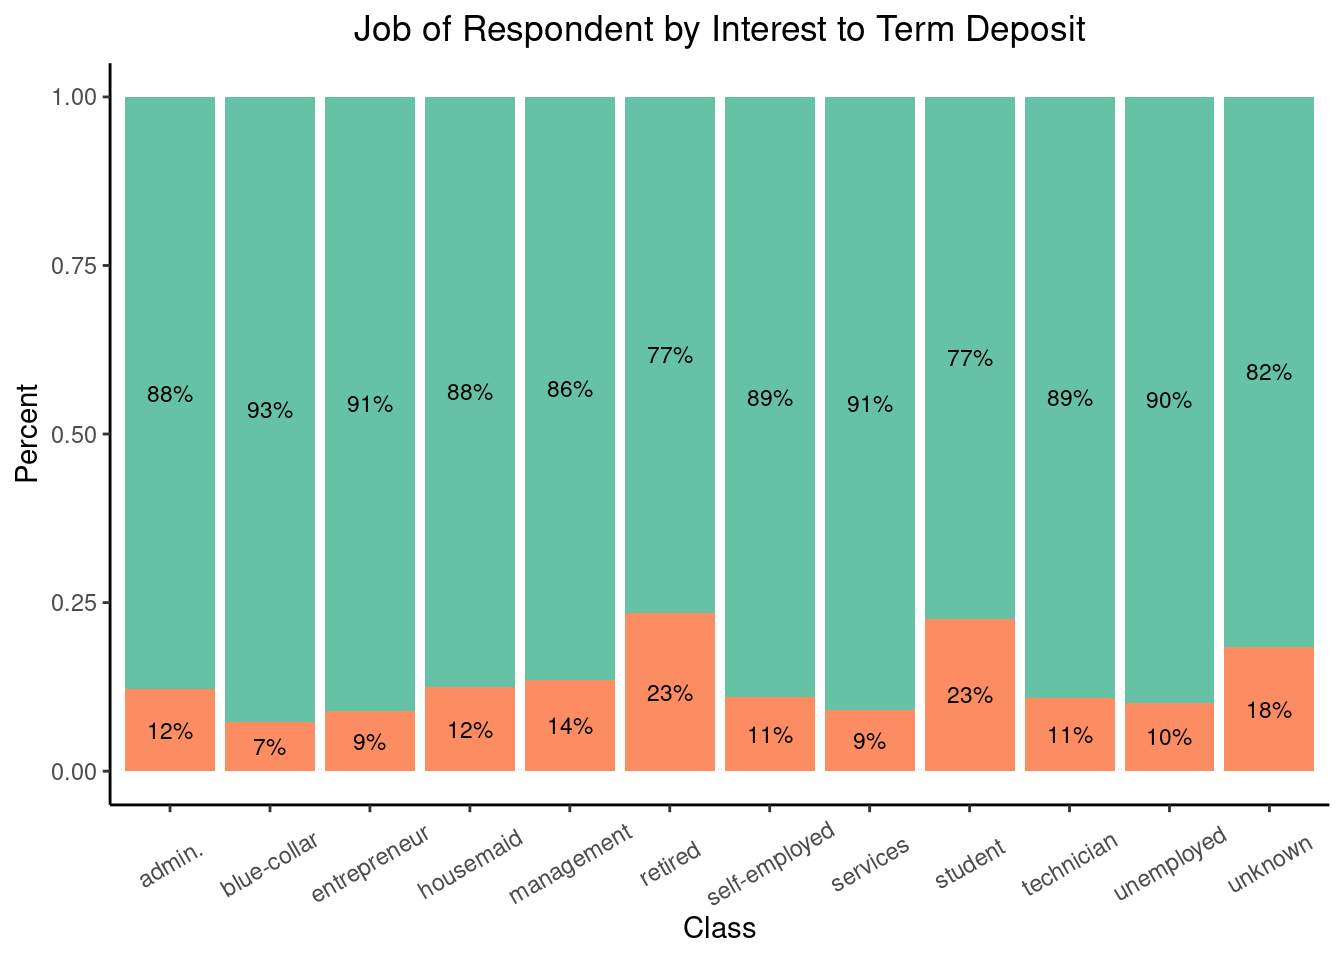 Job of Respondent by Interest to Term Deposit
1.00
0.75
0.50
0.25
0.00
Percent
88%
93%
91%
88%
86%
77%
89%
91%
77%
89%
90%
82%
12%
7%
9%
12%
14%
23%
11%
9%
23%
11%
10%
18%
admin.
blue-collar
entrepreneur
housemaid
management
retired
self-employed
services
student
technician
unemployed
unknown
Class